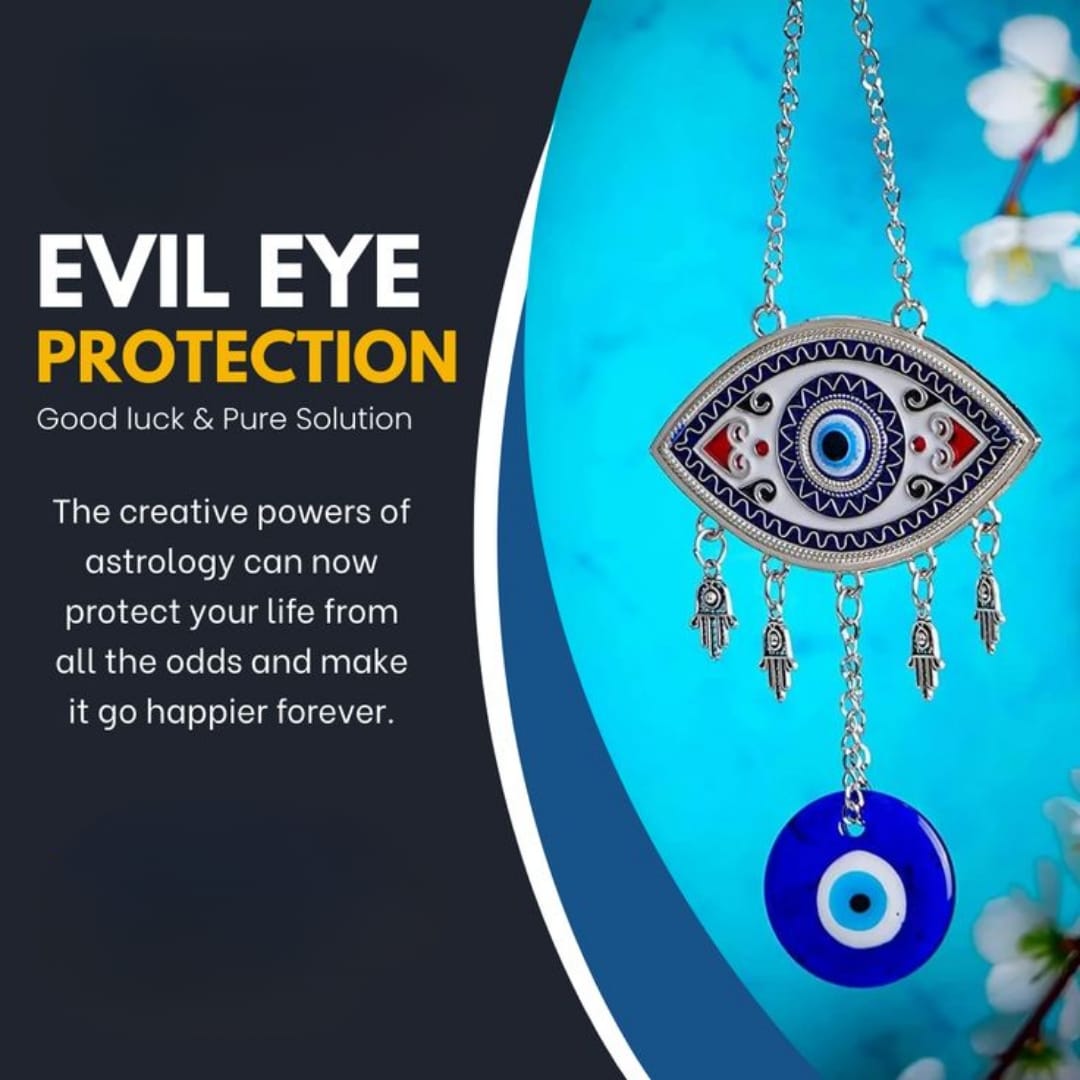 EVIL EYE
PROTECTION
Good luck & Pure Solution
The creative powers of
astrology can now
protect your life from
all the odds and make
it go happier forever.